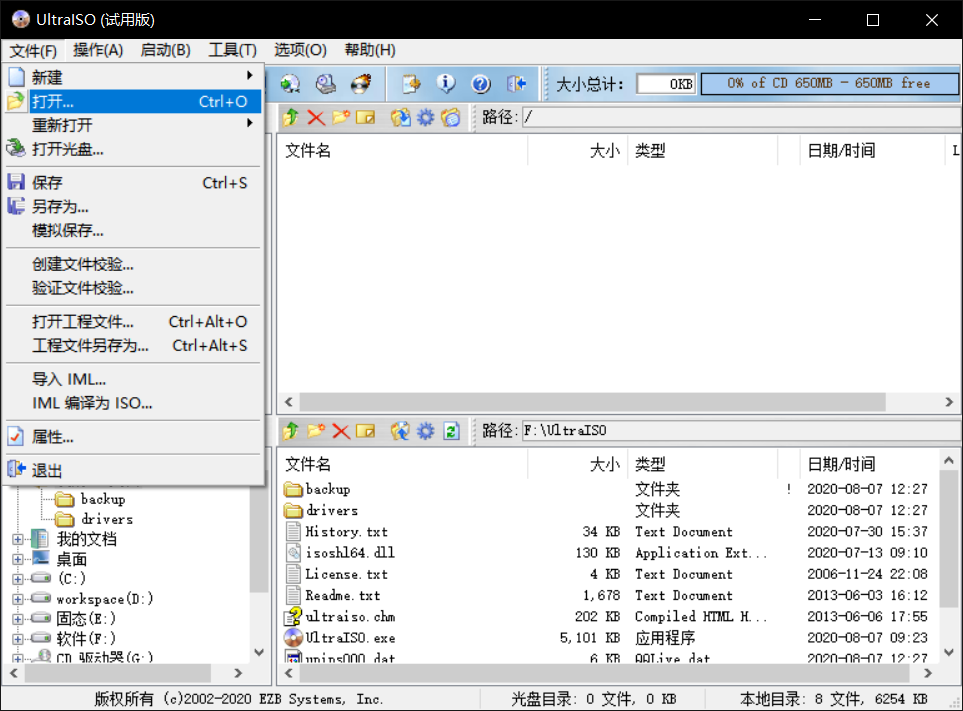 UltraISO (试用版)
文件(F) 操作(A) 启动(B) 工具(T) 选项(O) 帮助(H)
新建
打开... Ctrl+O
重新打开
打开光盘...
保存 Ctrl+S
另存为...
模拟保存...
创建文件校验...
验证文件校验...
打开工程文件... Ctrl+Alt+O
工程文件另存为... Ctrl+Alt+S
导入 IML...
IML 编译为 ISO...
属性...
退出
大小总计: 0KB 0% of CD 650MB - 650MB free
路径: /
文件名 大小 类型 日期/时间 L
路径: F:\UltraISO
文件名 大小 类型 日期/时间
backup 文件夹 ! 2020-08-07 12:27
drivers 文件夹 2020-08-07 12:27
History.txt 34 KB Text Document 2020-07-30 15:37
isoshl64.dll 130 KB Application Ext... 2020-07-13 09:10
License.txt 4 KB Text Document 2006-11-24 22:08
Readme.txt 1,678 Text Document 2013-06-03 16:12
ultraiso.chm 202 KB Compiled HTML H... 2013-06-06 17:55
UltraISO.exe 5,101 KB 应用程序 2020-08-07 09:23
unins000.dat 6 KB QQLive.dat 2020-08-07 12:27
backup
drivers
我的文档
桌面
(C:)
workspace(D:)
固态(E:)
软件(F:)
CD 驱动器(G:)
版权所有 (c)2002-2020 EZB Systems, Inc. 光盘目录: 0 文件, 0 KB 本地目录: 8 文件, 6254 KB